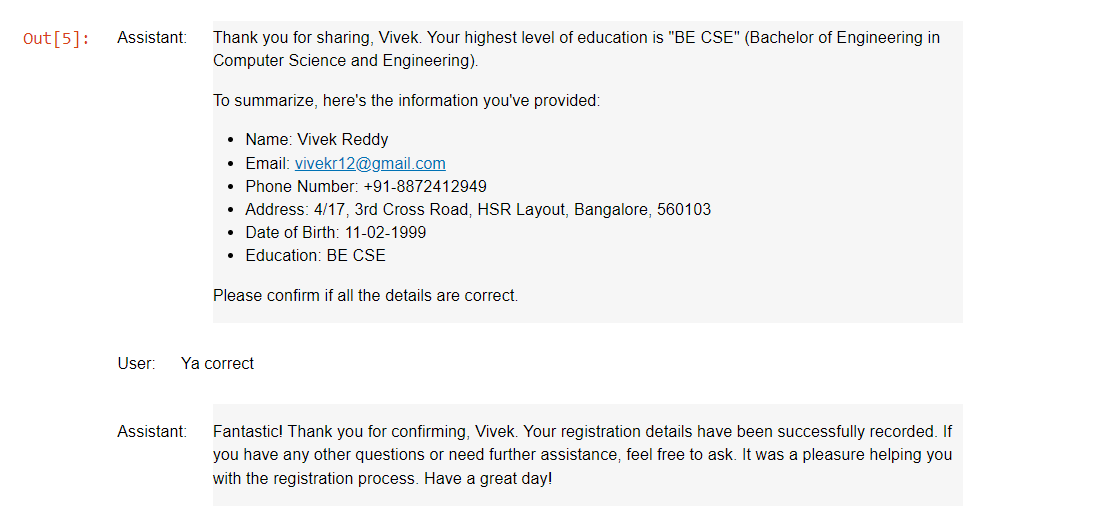 Out[5]: Assistant: Thank you for sharing, Vivek. Your highest level of education is "BE CSE" (Bachelor of Engineering in
Computer Science and Engineering).
To summarize, here's the information you've provided:
• Name: Vivek Reddy
• Email: vivekr12@gmail.com
• Phone Number: +91-8872412949
• Address: 4/17, 3rd Cross Road, HSR Layout, Bangalore, 560103
• Date of Birth: 11-02-1999
• Education: BE CSE
Please confirm if all the details are correct.
User: Ya correct
Assistant: Fantastic! Thank you for confirming, Vivek. Your registration details have been successfully recorded. If
you have any other questions or need further assistance, feel free to ask. It was a pleasure helping you
with the registration process. Have a great day!